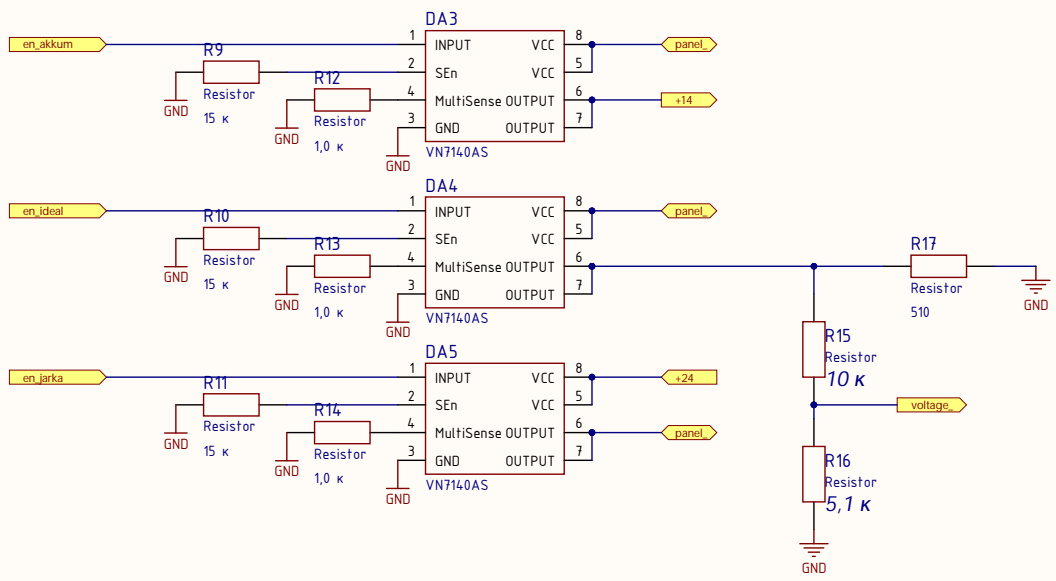 DA3
en_akkum
1
INPUT
VCC
8
panel_
R9
2
SEn
VCC
5
R12
Resistor
4
MultiSense OUTPUT
6
+14
GND
15 к
Resistor
3
GND
OUTPUT
7
GND
1,0 к
GND
VN7140AS
DA4
en_ideal
1
INPUT
VCC
8
panel_
R10
2
SEn
VCC
5
R13
R17
Resistor
4
MultiSense OUTPUT
6
GND
15 к
Resistor
3
GND
OUTPUT
7
Resistor
GND
GND
1,0 к
GND
VN7140AS
510
R15
DA5
Resistor
10 к
en_jarka
1
INPUT
VCC
8
+24
R11
2
SEn
VCC
5
voltage_
R14
Resistor
4
MultiSense OUTPUT
6
panel_
GND
15 к
Resistor
3
GND
OUTPUT
7
R16
GND
1,0 к
GND
VN7140AS
Resistor
5,1 к
GND